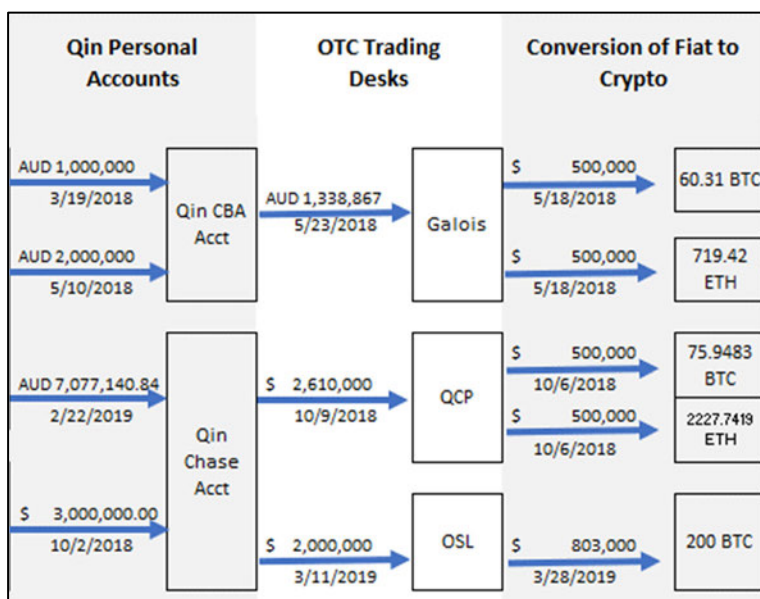 Qin Personal
Accounts
OTC Trading
Desks
Conversion of Fiat to
Crypto
AUD 1,000,000
3/19/2018
AUD 2,000,000
5/10/2018
Qin CBA
Acct
AUD 1,338,867
5/23/2018
Galois
$ 500,000
5/18/2018
60.31 BTC
$ 500,000
5/18/2018
719.42
ETH
AUD 7,077,140.84
2/22/2019
$ 3,000,000.00
10/2/2018
Qin
Chase
Acct
$ 2,610,000
10/9/2018
QCP
$ 500,000
10/6/2018
75.9483
BTC
$ 500,000
10/6/2018
2227.7419
ETH
$ 2,000,000
3/11/2019
OSL
$ 803,000
3/28/2019
200 BTC